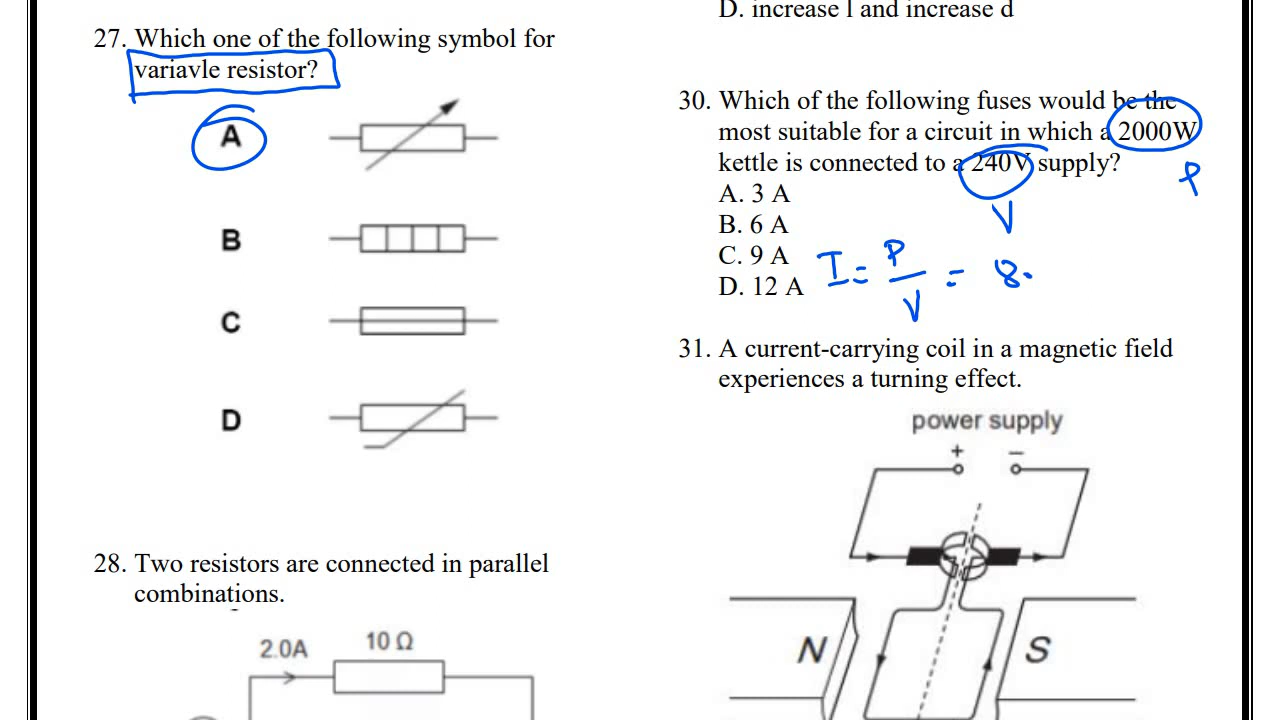 27. Which one of the following symbol for
variavle resistor?
A
B
C
D
28. Two resistors are connected in parallel
combinations.
2.0A
10 Ω
D. increase l and increase d
30. Which of the following fuses would be the
most suitable for a circuit in which a 2000W
kettle is connected to a 240V supply?
P
V
A. 3 A
B. 6 A
C. 9 A
D. 12 A
I = P/V = 8.
31. A current-carrying coil in a magnetic field
experiences a turning effect.
power supply
+ −
N
S